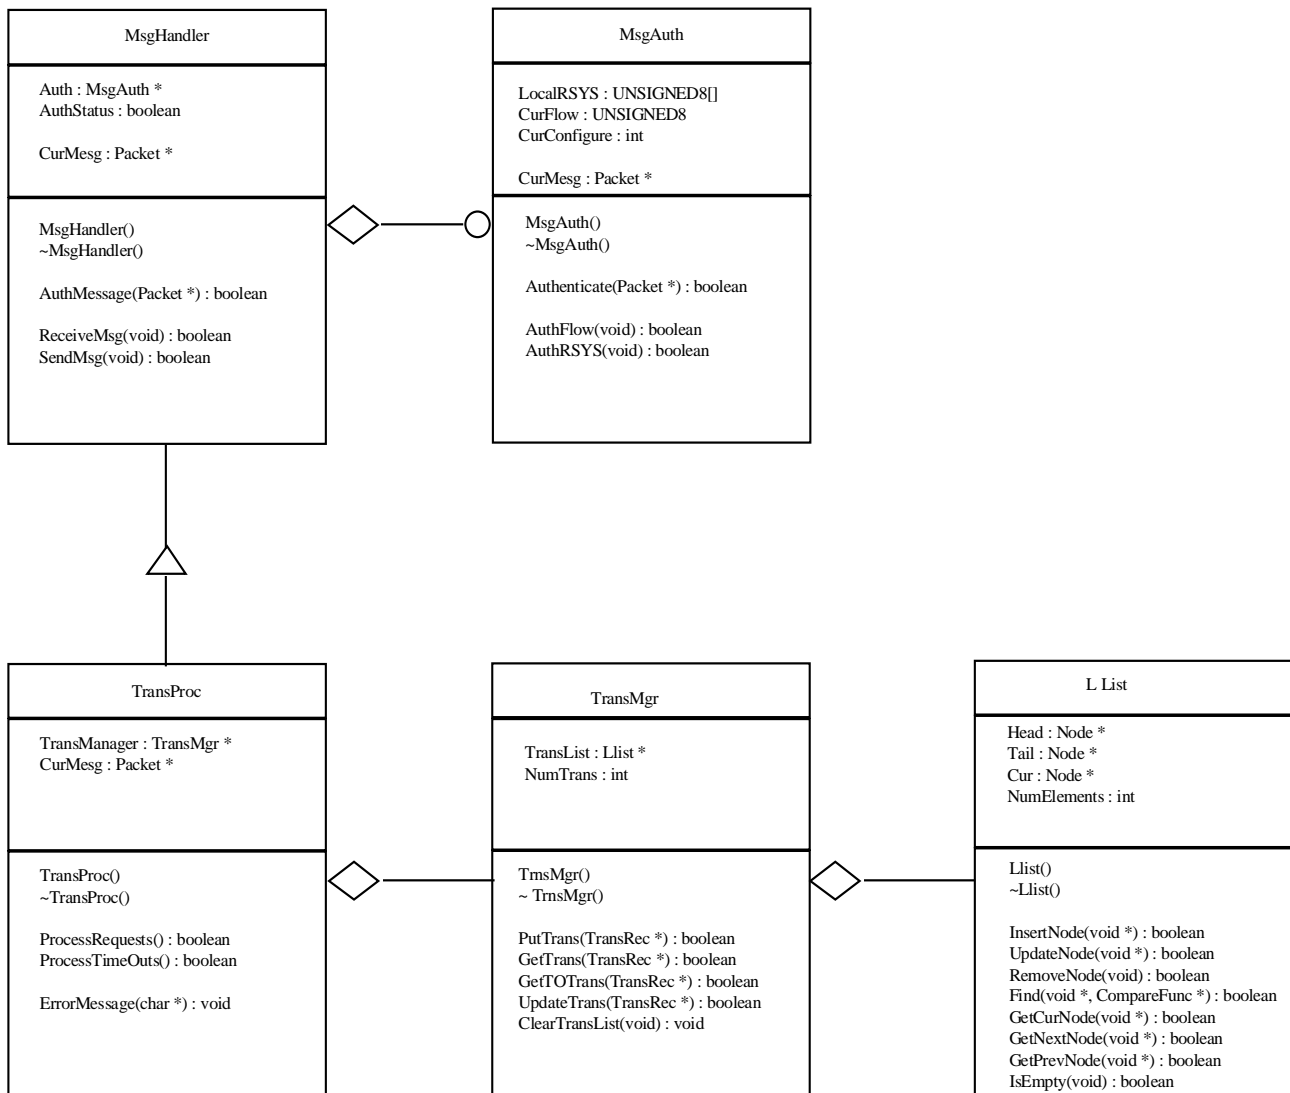 MsgHandler
Auth : MsgAuth *
AuthStatus : boolean
CurMesg : Packet *
MsgHandler()
~MsgHandler()
AuthMessage(Packet *) : boolean
ReceiveMsg(void) : boolean
SendMsg(void) : boolean
MsgAuth
LocalRSYS : UNSIGNED8[]
CurFlow : UNSIGNED8
CurConfigure : int
CurMesg : Packet *
MsgAuth()
~MsgAuth()
Authenticate(Packet *) : boolean
AuthFlow(void) : boolean
AuthRSYS(void) : boolean
TransProc
TransManager : TransMgr *
CurMesg : Packet *
TransProc()
~TransProc()
ProcessRequests() : boolean
ProcessTimeOuts() : boolean
ErrorMessage(char *) : void
TransMgr
TransList : Llist *
NumTrans : int
TrnsMgr()
~ TrnsMgr()
PutTrans(TransRec *) : boolean
GetTrans(TransRec *) : boolean
GetTOTrans(TransRec *) : boolean
UpdateTrans(TransRec *) : boolean
ClearTransList(void) : void
L List
Head : Node *
Tail : Node *
Cur : Node *
NumElements : int
Llist()
~Llist()
InsertNode(void *) : boolean
UpdateNode(void *) : boolean
RemoveNode(void) : boolean
Find(void *, CompareFunc *) : boolean
GetCurNode(void *) : boolean
GetNextNode(void *) : boolean
GetPrevNode(void *) : boolean
IsEmpty(void) : boolean